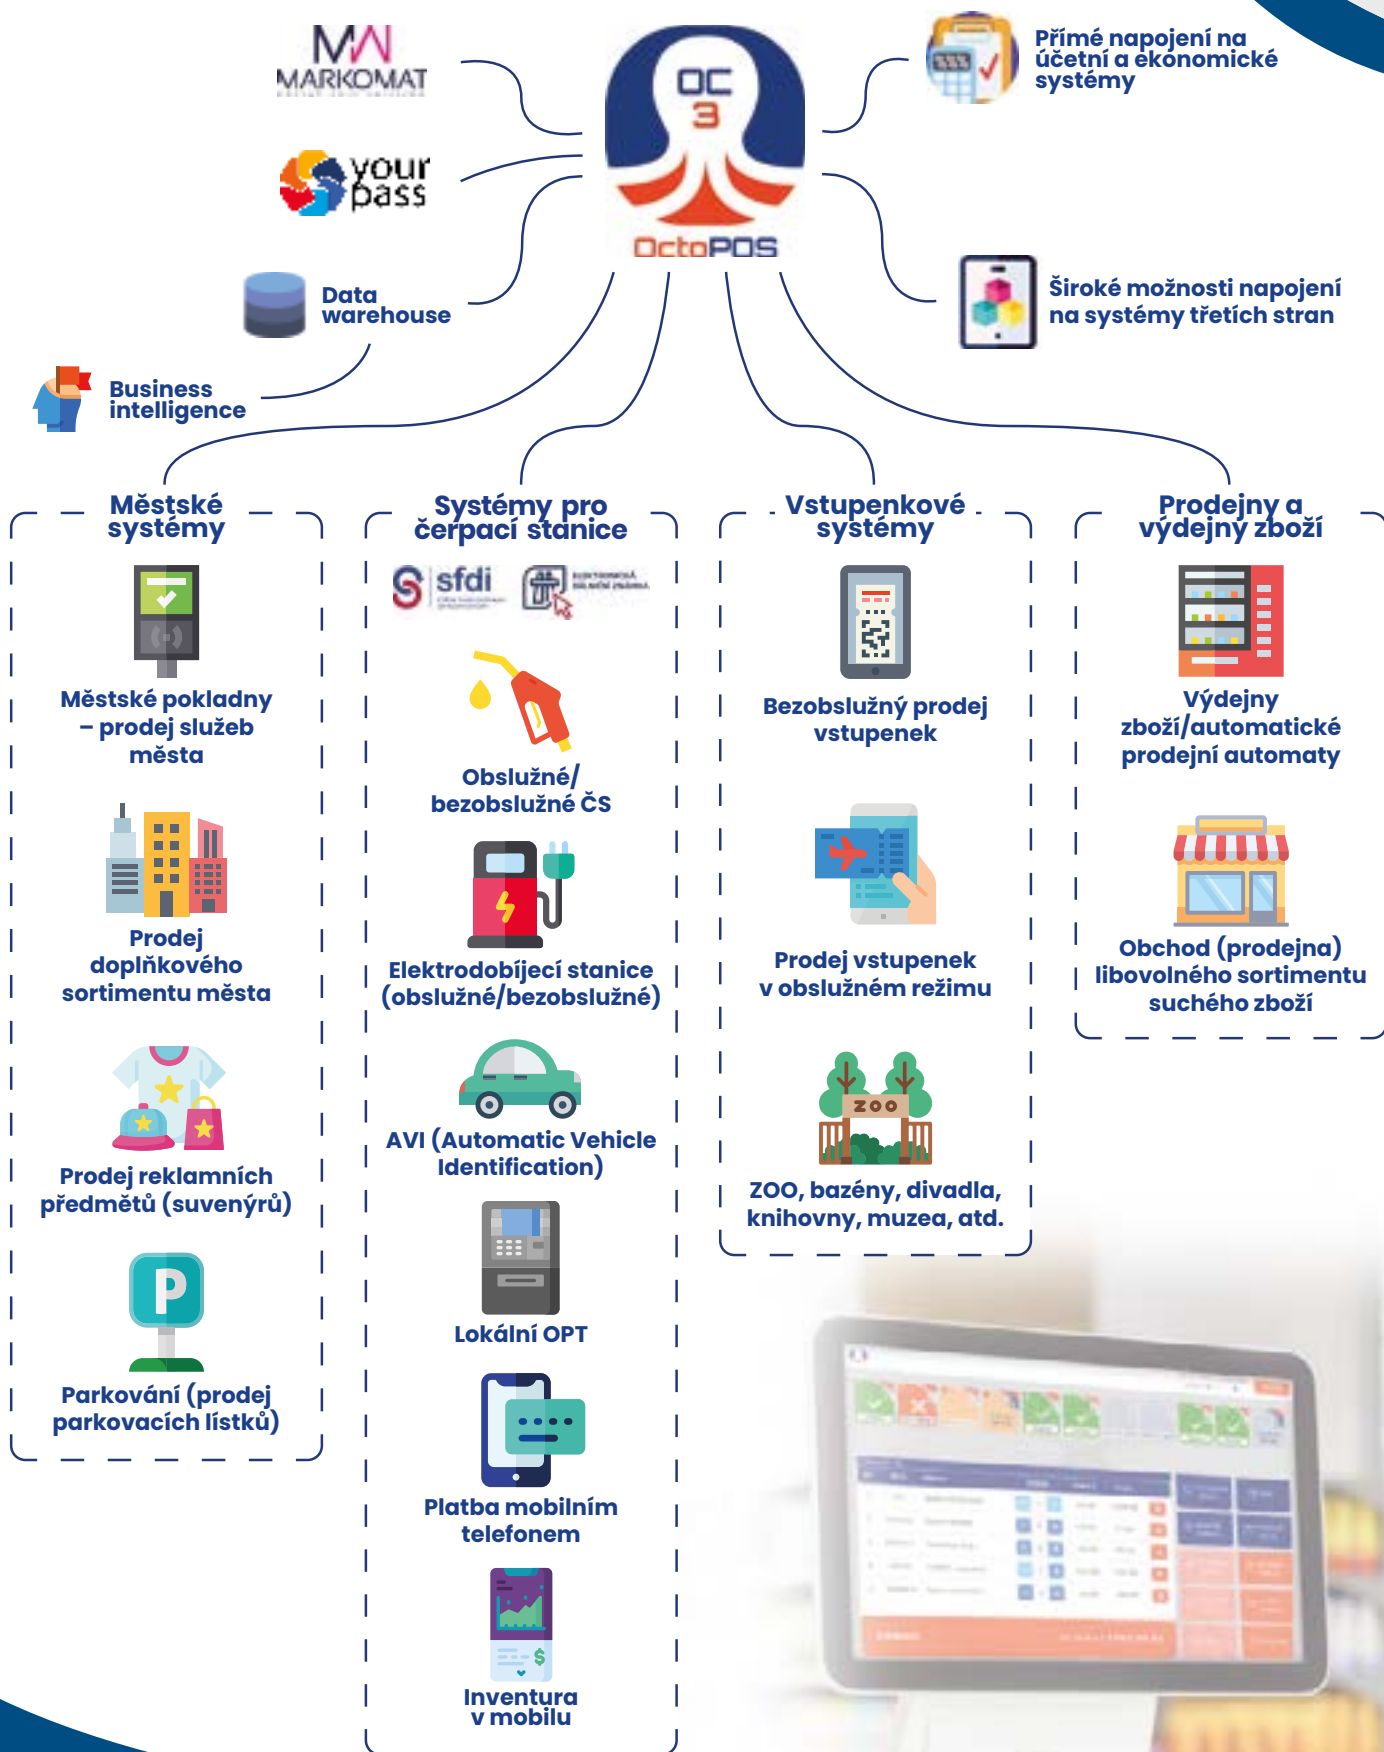 MARKOMAT
your
pass
Data
warehouse
Business
intelligence
OC
3
OctoPOS
Přímé napojení na
účetní a ekonomické
systémy
Široké možnosti napojení
na systémy třetích stran
Městské
systémy
Městské pokladny
– prodej služeb
města
Prodej
doplňkového
sortimentu města
Prodej reklamních
předmětů (suvenýrů)
P
Parkování (prodej
parkovacích lístků)
Systémy pro
čerpací stanice
sfdi
ELEKTRONICKÁ
DÁLNIČNÍ ZNÁMKA
Obslužné/
bezobslužné ČS
Elektrodobíjecí stanice
(obslužné/bezobslužné)
AVI (Automatic Vehicle
Identification)
Lokální OPT
Platba mobilním
telefonem
$
Inventura
v mobilu
Vstupenkové
systémy
Bezobslužný prodej
vstupenek
Prodej vstupenek
v obslužném režimu
ZOO
ZOO, bazény, divadla,
knihovny, muzea, atd.
Prodejny a
výdejny zboží
Výdejny
zboží/automatické
prodejní automaty
Obchod (prodejna)
libovolného sortimentu
suchého zboží